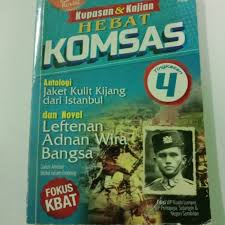 Kupasan & Kajian
HEBAT
KOMSAS
Antologi
Jaket Kulit Kijang
dari Istanbul
Tingkatan
4
dan Novel
Leftenan
Adnan Wira
Bangsa
FOKUS
KBAT